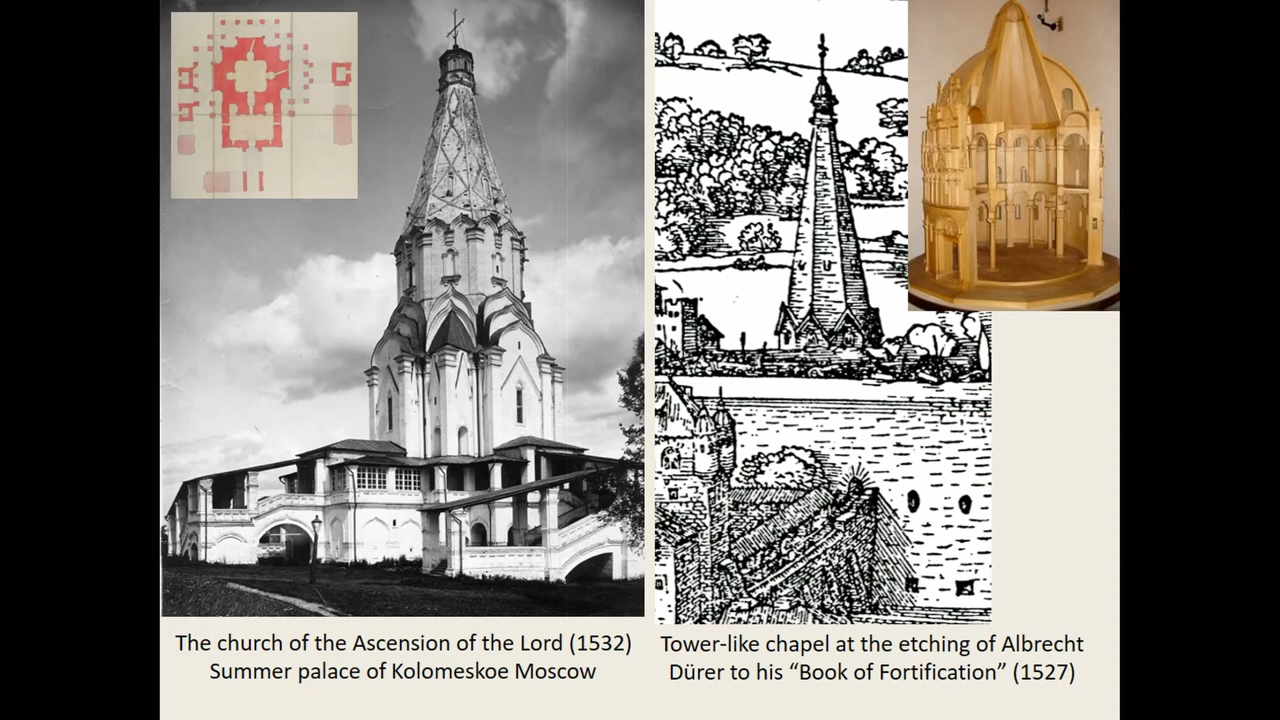 The church of the Ascension of the Lord (1532)
Summer palace of Kolomeskoe Moscow
Tower-like chapel at the etching of Albrecht
Dürer to his “Book of Fortification” (1527)